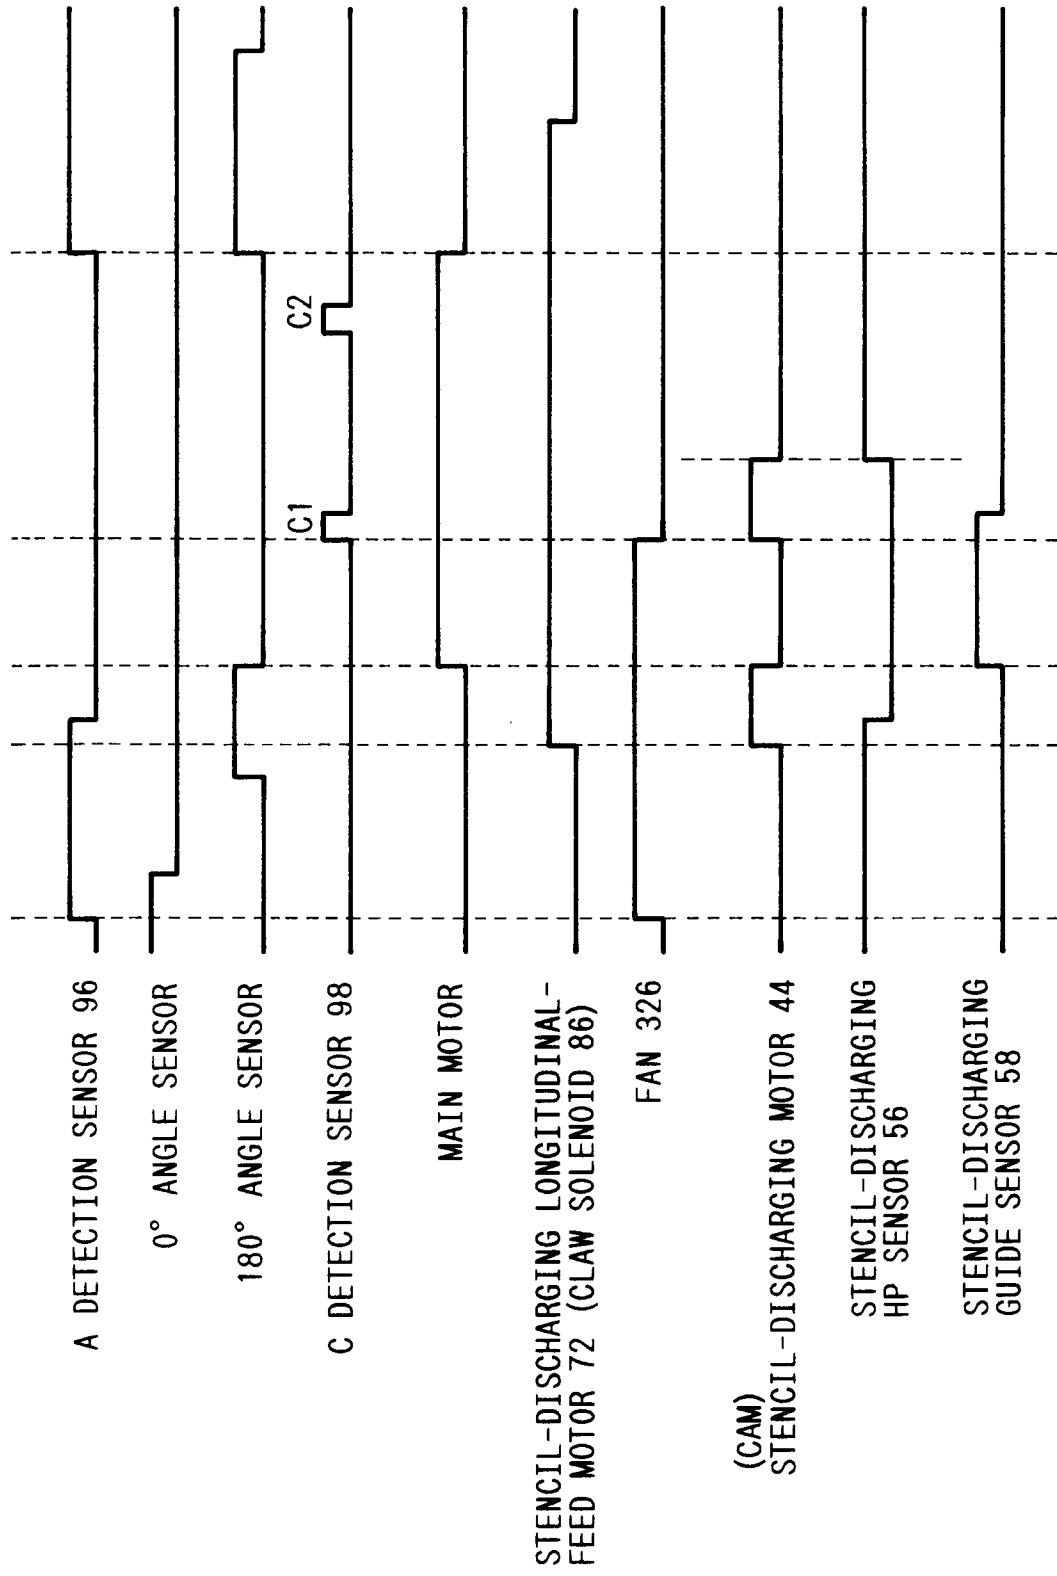 A DETECTION SENSOR 96
0° ANGLE SENSOR
180° ANGLE SENSOR
C1
C2
C DETECTION SENSOR 98
MAIN MOTOR
STENCIL-DISCHARGING LONGITUDINAL-
FEED MOTOR 72 (CLAW SOLENOID 86)
FAN 326
(CAM)
STENCIL-DISCHARGING MOTOR 44
STENCIL-DISCHARGING
HP SENSOR 56
STENCIL-DISCHARGING
GUIDE SENSOR 58